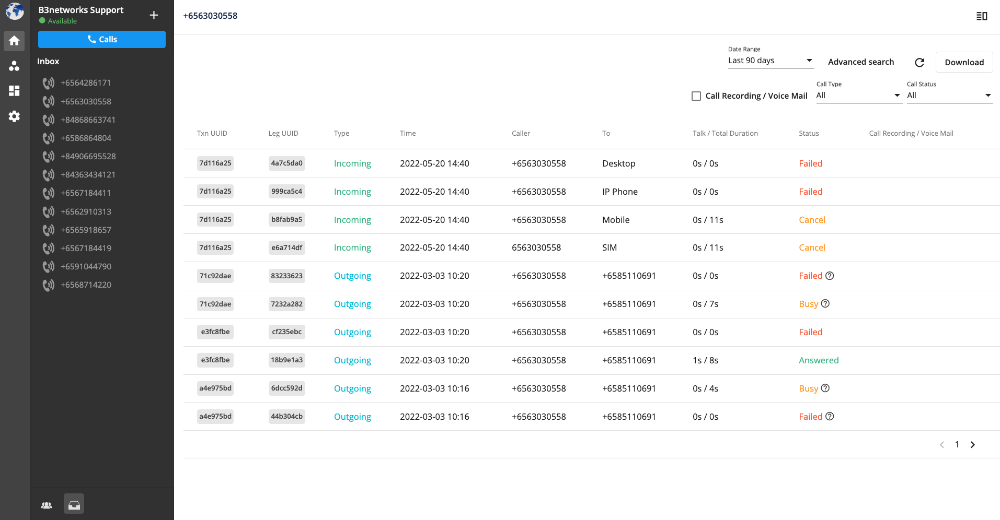 B3networks Support
Available
Calls
Inbox
+6564286171
+6563030558
+84868663741
+6586864804
+84906695528
+84363434121
+6567184411
+6562910313
+6565918657
+6567184419
+6591044790
+6568714220
+6563030558
Date Range
Last 90 days
Advanced search
Download
Call Recording / Voice Mail
Call Type
All
Call Status
All
Txn UUID Leg UUID Type Time Caller To Talk / Total Duration Status Call Recording / Voice Mail
7d116a25 4a7c5da0 Incoming 2022-05-20 14:40 +6563030558 Desktop 0s / 0s Failed
7d116a25 999ca5c4 Incoming 2022-05-20 14:40 +6563030558 IP Phone 0s / 0s Failed
7d116a25 b8fab9a5 Incoming 2022-05-20 14:40 +6563030558 Mobile 0s / 11s Cancel
7d116a25 e6a714df Incoming 2022-05-20 14:40 6563030558 SIM 0s / 11s Cancel
71c92dae 83233623 Outgoing 2022-03-03 10:20 +6563030558 +6585110691 0s / 0s Failed
71c92dae 7232a282 Outgoing 2022-03-03 10:20 +6563030558 +6585110691 0s / 7s Busy
e3fc8fbe cf235ebc Outgoing 2022-03-03 10:20 +6563030558 +6585110691 0s / 0s Failed
e3fc8fbe 18b9e1a3 Outgoing 2022-03-03 10:20 +6563030558 +6585110691 1s / 8s Answered
a4e975bd 6dcc592d Outgoing 2022-03-03 10:16 +6563030558 +6585110691 0s / 4s Busy
a4e975bd 44b304cb Outgoing 2022-03-03 10:16 +6563030558 +6585110691 0s / 0s Failed
1